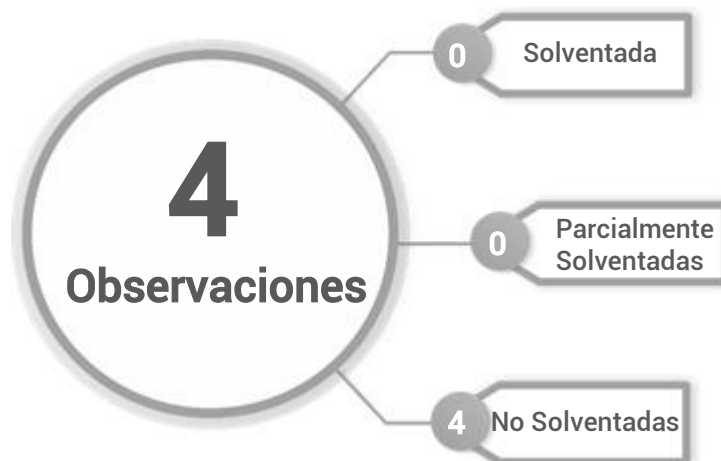 4
Observaciones
0
Solventada
0
Parcialmente
Solventadas
4
No Solventadas